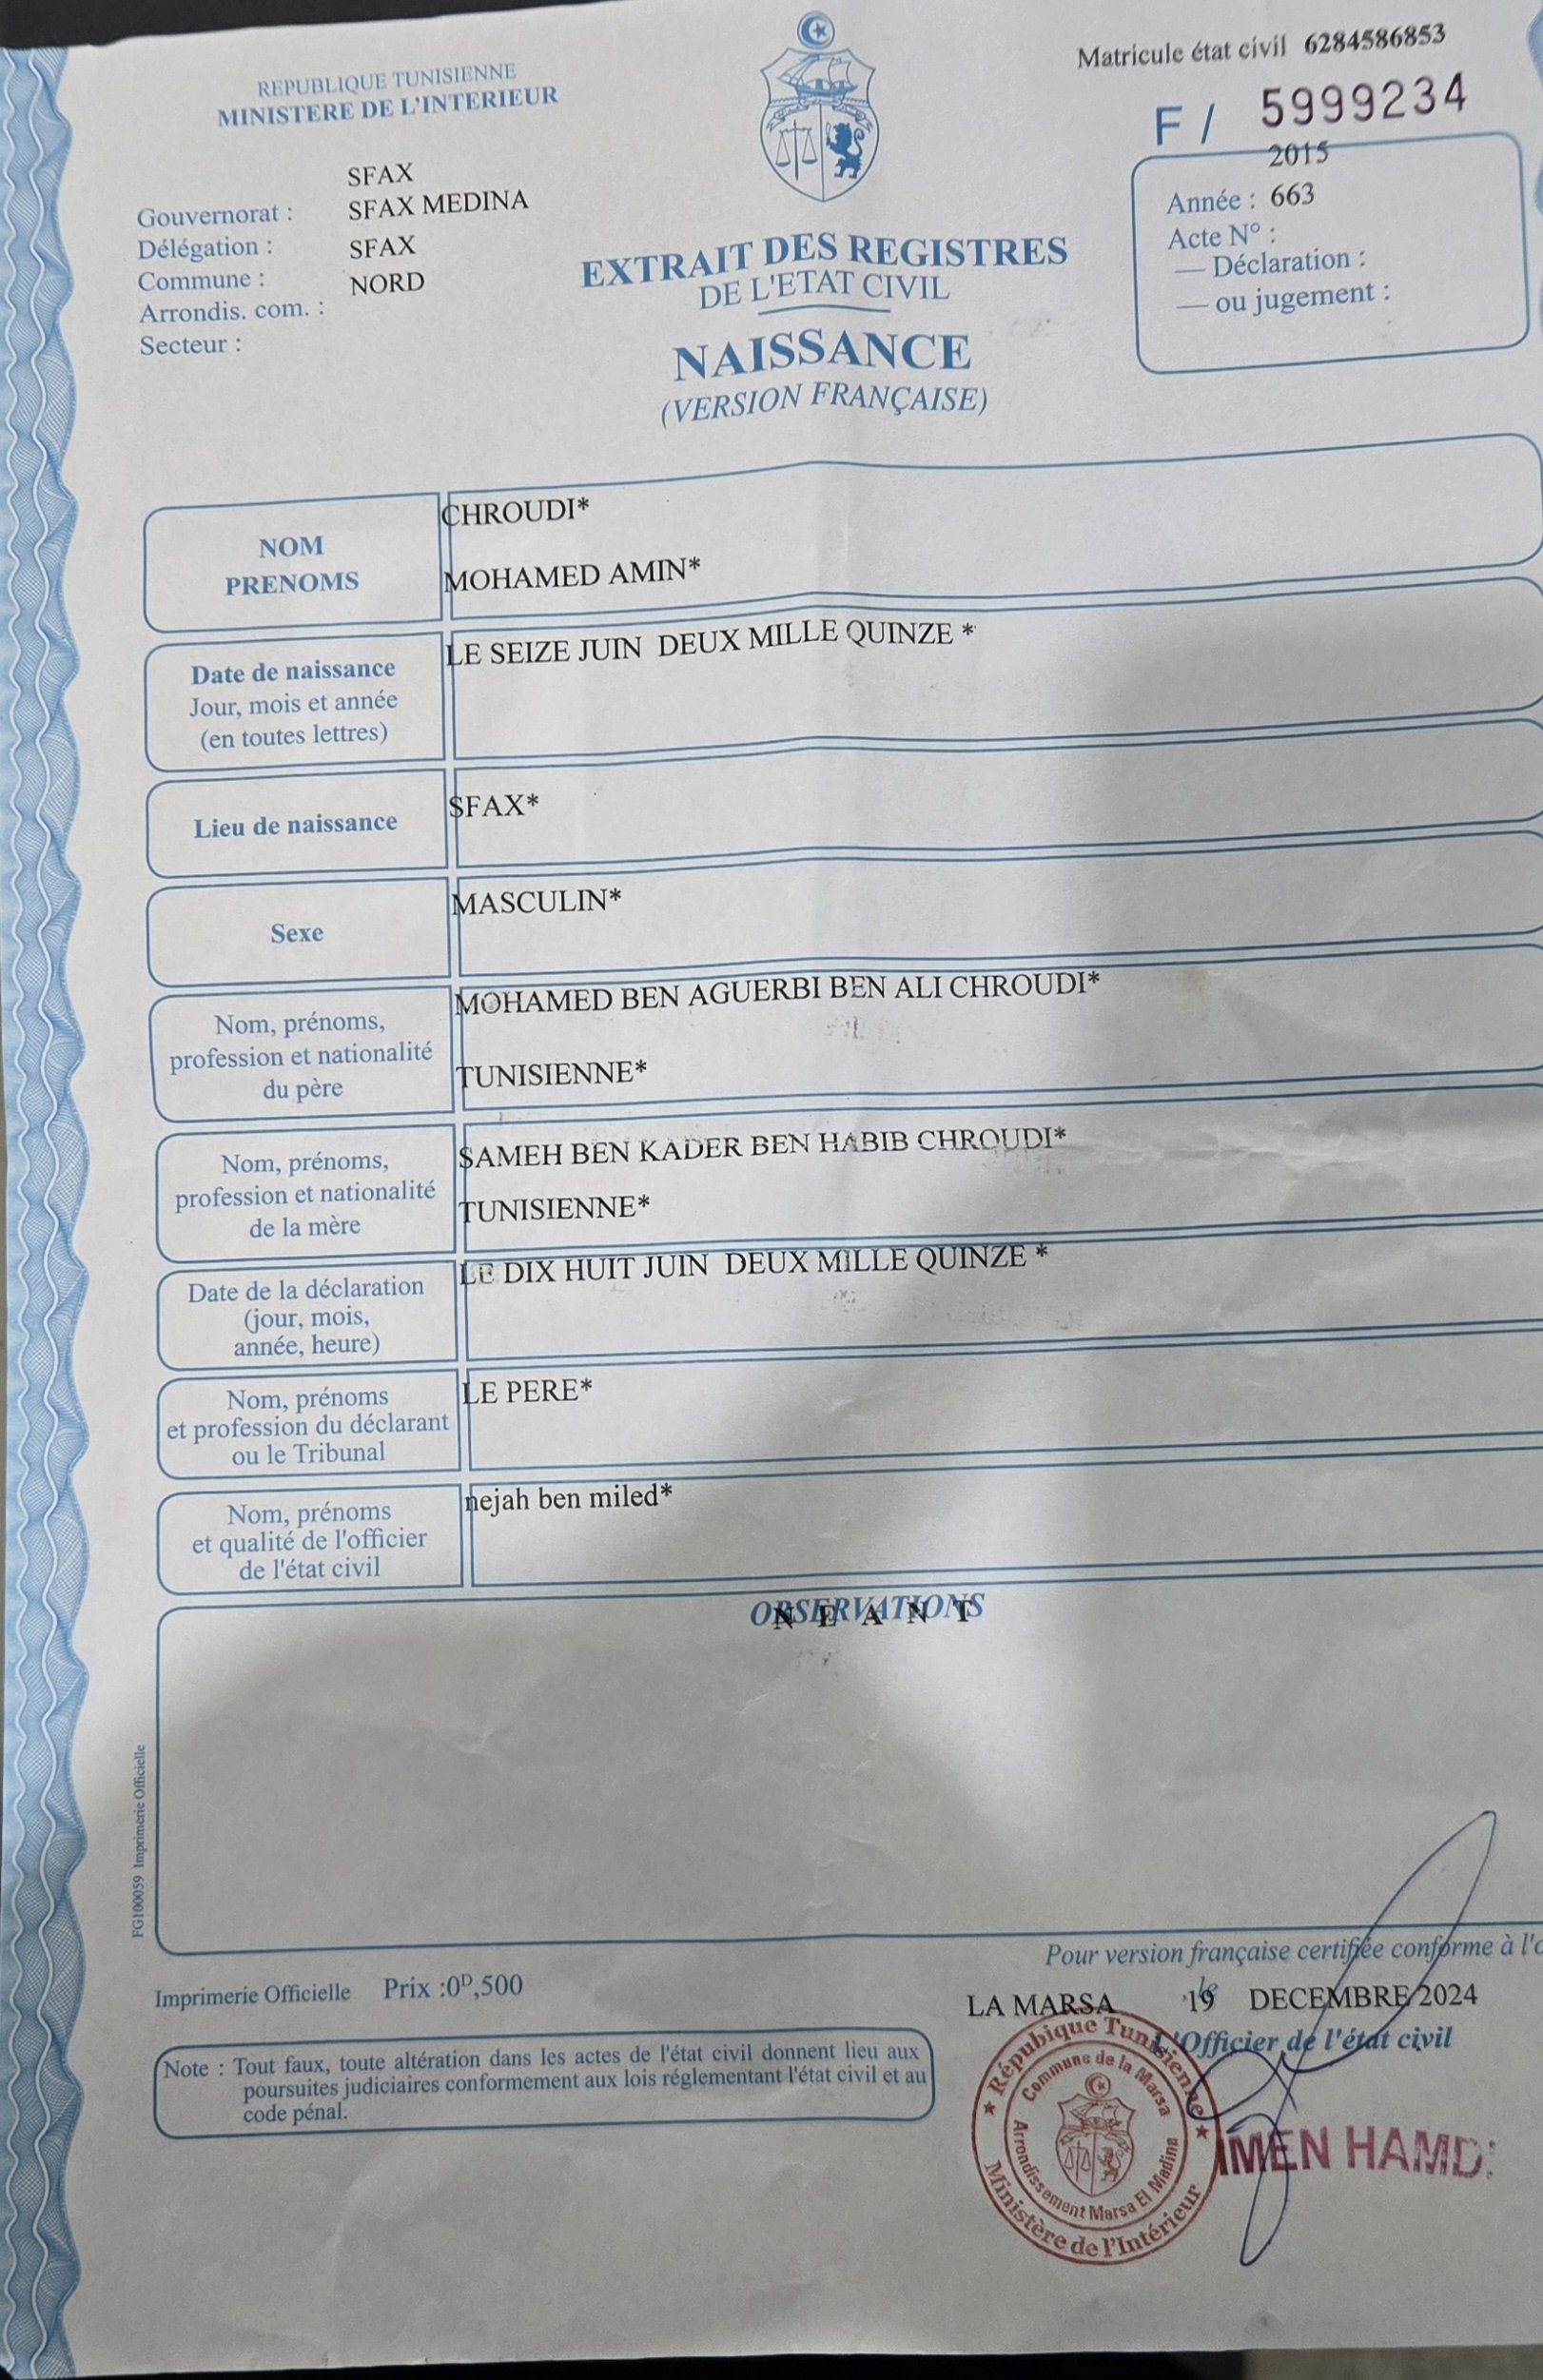 REPUBLIQUE TUNISIENNE
MINISTERE DE L'INTERIEUR
Matricule état civil 6284586853
F / 5999234
SFAX
Gouvernorat : SFAX MEDINA
Délégation : SFAX
Commune : NORD
Arrondis. com. :
Secteur :
EXTRAIT DES REGISTRES
DE L'ETAT CIVIL
NAISSANCE
(VERSION FRANÇAISE)
2015
Année : 663
Acte N° :
— Déclaration :
— ou jugement :
NOM
PRENOMS
CHROUDI*
MOHAMED AMIN*
Date de naissance
Jour, mois et année
(en toutes lettres)
LE SEIZE JUIN DEUX MILLE QUINZE *
Lieu de naissance
SFAX*
Sexe
MASCULIN*
Nom, prénoms,
profession et nationalité
du père
MOHAMED BEN AGUERBI BEN ALI CHROUDI*
TUNISIENNE*
Nom, prénoms,
profession et nationalité
de la mère
SAMEH BEN KADER BEN HABIB CHROUDI*
TUNISIENNE*
Date de la déclaration
(jour, mois,
année, heure)
LE DIX HUIT JUIN DEUX MILLE QUINZE *
Nom, prénoms
et profession du déclarant
ou le Tribunal
LE PERE*
Nom, prénoms
et qualité de l'officier
de l'état civil
nejah ben miled*
OBSERVATIONS
N E A N T
FG100059 Imprimerie Officielle
Pour version française certifiée conforme à l'o
Imprimerie Officielle Prix :0D,500
LA MARSA, le 19 DECEMBRE 2024
L'Officier de l'état civil
Note : Tout faux, toute altération dans les actes de l'état civil donnent lieu aux
poursuites judiciaires conformement aux lois réglementant l'état civil et au
code pénal.
★ Répubique Tunisienne ★
Commune de la Marsa
Arrondissement Marsa El Madina
Ministère de l'Intérieur
IMEN HAMDI